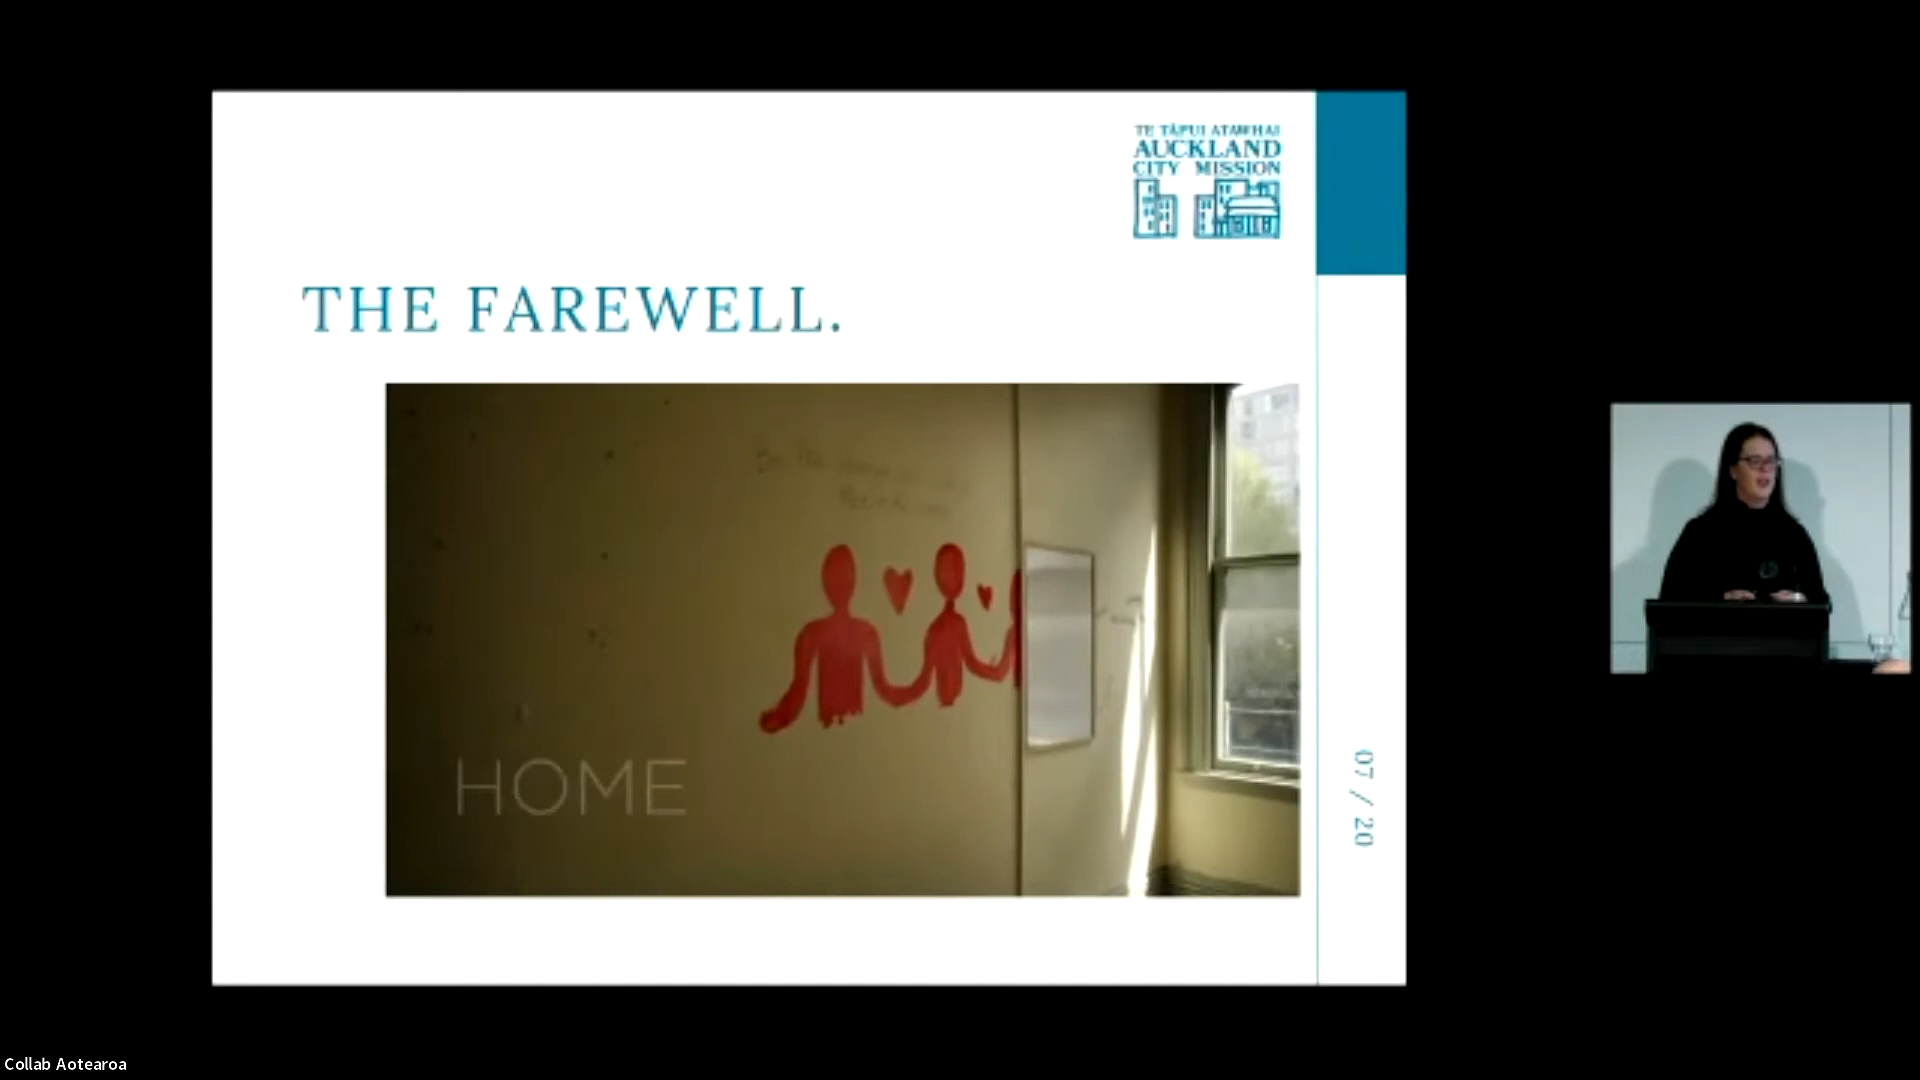 TE TĀPUI ATAWHAI
AUCKLAND
CITY MISSION
THE FAREWELL.
HOME
07 / 20
Collab Aotearoa